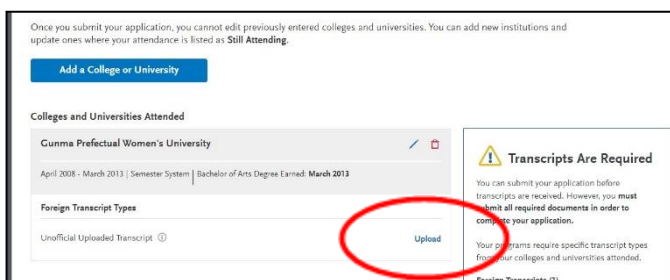 Once you submit your application, you cannot edit previously entered colleges and universities. You can add new institutions and
update ones where your attendance is listed as Still Attending.
Add a College or University
Colleges and Universities Attended
Gunma Prefectual Women's University
April 2008 - March 2013 | Semester System | Bachelor of Arts Degree Earned: March 2013
Foreign Transcript Types
Unofficial Uploaded Transcript
Upload
Transcripts Are Required
You can submit your application before
transcripts are received. However, you must
submit all required documents in order to
complete your application.
Your programs require specific transcript types
from your colleges and universities attended.
Foreign Transcripts (2)